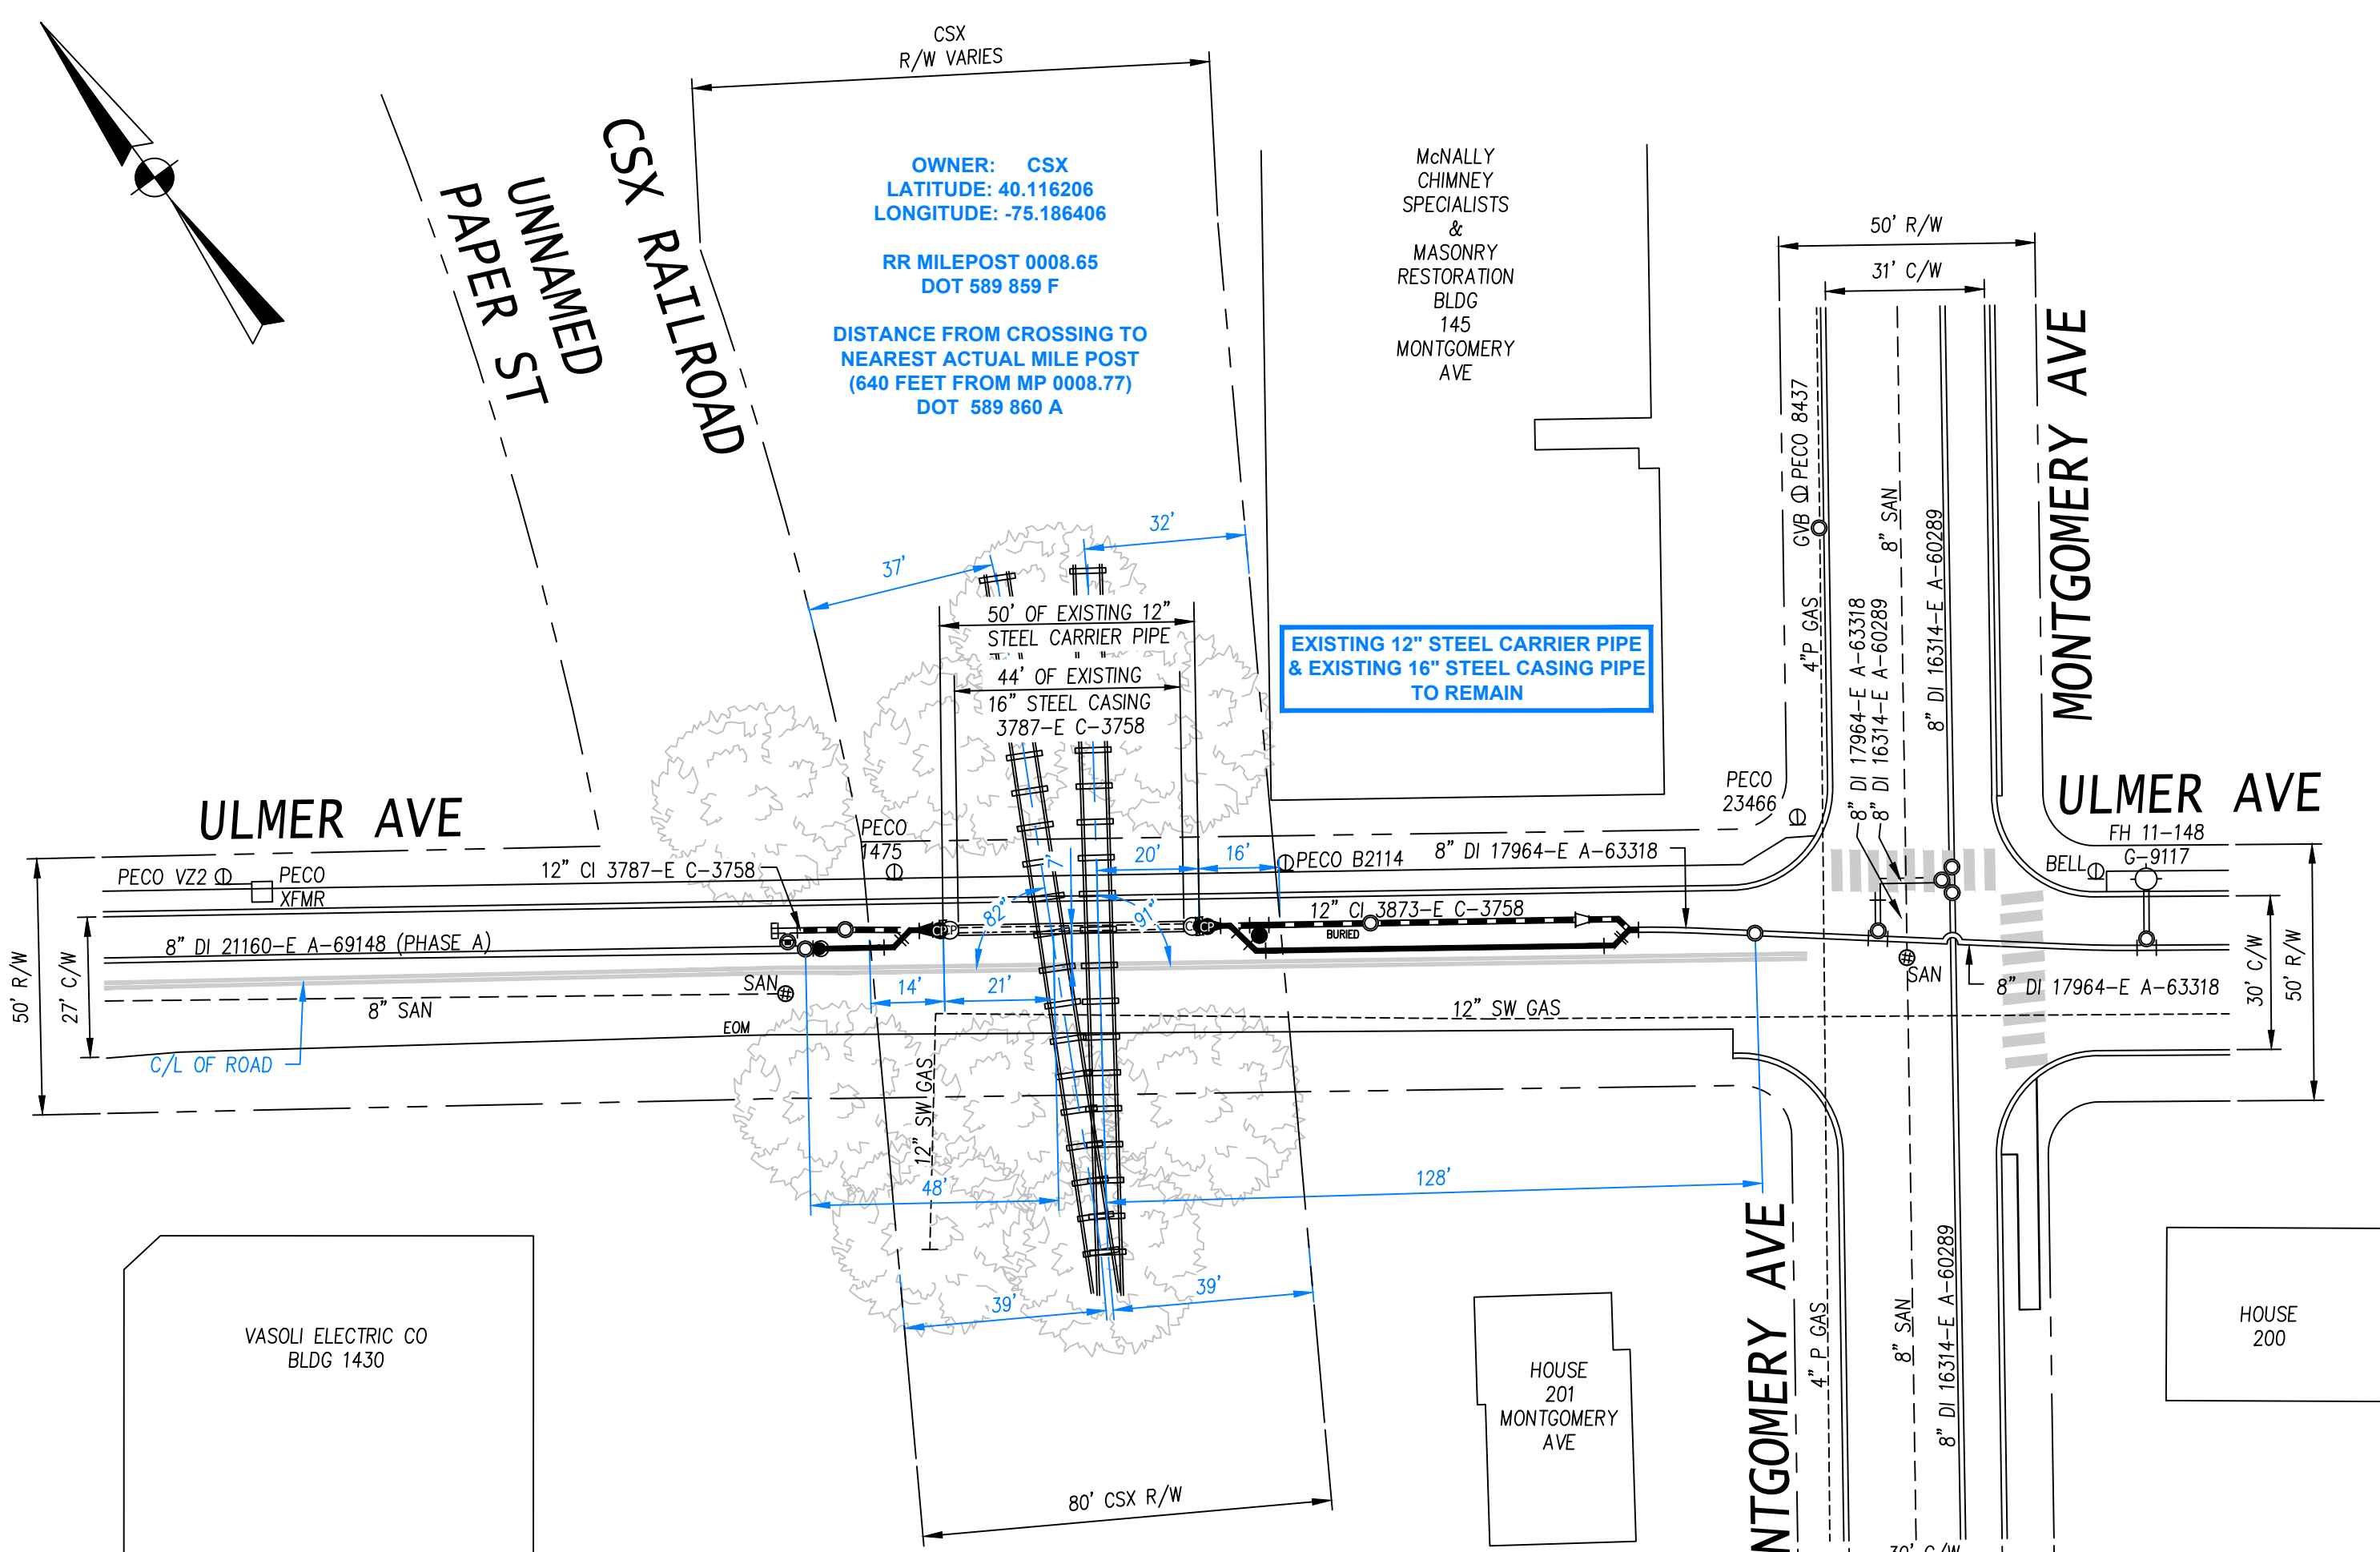 CSX
R/W VARIES
UNNAMED
PAPER ST
CSX RAILROAD
OWNER: CSX
LATITUDE: 40.116206
LONGITUDE: -75.186406
RR MILEPOST 0008.65
DOT 589 859 F
DISTANCE FROM CROSSING TO
NEAREST ACTUAL MILE POST
(640 FEET FROM MP 0008.77)
DOT 589 860 A
McNALLY
CHIMNEY
SPECIALISTS
&
MASONRY
RESTORATION
BLDG
145
MONTGOMERY
AVE
50' R/W
31' C/W
MONTGOMERY AVE
GVB PECO 8437
8" SAN
4"P GAS
8" DI 17964-E A-63318
8" DI 16314-E A-60289
8" DI 16314-E A-60289
37'
32'
50' OF EXISTING 12"
STEEL CARRIER PIPE
44' OF EXISTING
16" STEEL CASING
3787-E C-3758
EXISTING 12" STEEL CARRIER PIPE
& EXISTING 16" STEEL CASING PIPE
TO REMAIN
ULMER AVE
ULMER AVE
PECO
23466
FH 11-148
G-9117
BELL
PECO
1475
PECO VZ2
PECO
XFMR
12" CI 3787-E C-3758
7'
20'
16'
PECO B2114
8" DI 17964-E A-63318
82°
91°
CP
CP
12" CI 3873-E C-3758
BURIED
8" DI 21160-E A-69148 (PHASE A)
50' R/W
27' C/W
SAN
8" SAN
14'
21'
SAN
8" DI 17964-E A-63318
30' C/W
50' R/W
12" SW GAS
EOM
C/L OF ROAD
12" SW GAS
48'
128'
39'
39'
MONTGOMERY AVE
4" P GAS
8" SAN
8" DI 16314-E A-60289
VASOLI ELECTRIC CO
BLDG 1430
HOUSE
201
MONTGOMERY
AVE
HOUSE
200
80' CSX R/W
30' C/W